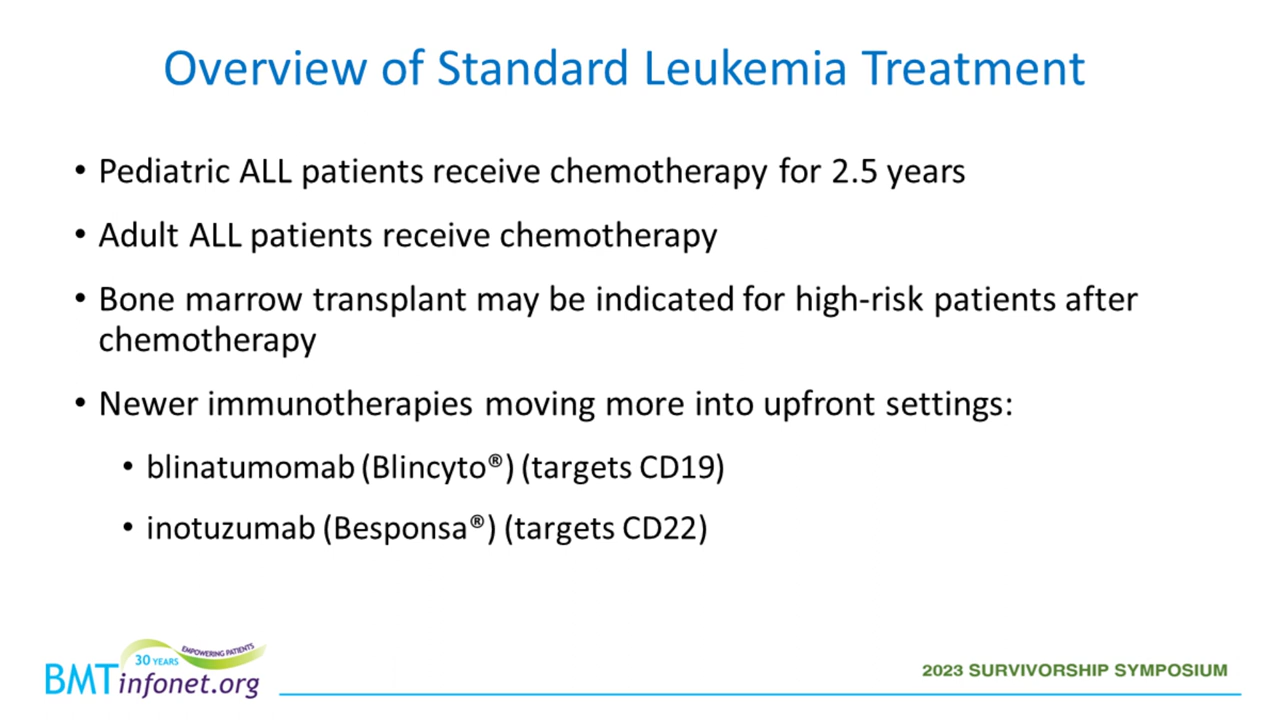 Overview of Standard Leukemia Treatment
• Pediatric ALL patients receive chemotherapy for 2.5 years
• Adult ALL patients receive chemotherapy
• Bone marrow transplant may be indicated for high-risk patients after
chemotherapy
• Newer immunotherapies moving more into upfront settings:
• blinatumomab (Blincyto®) (targets CD19)
• inotuzumab (Besponsa®) (targets CD22)
30 YEARS
EMPOWERING PATIENTS
BMTinfonet.org
2023 SURVIVORSHIP SYMPOSIUM